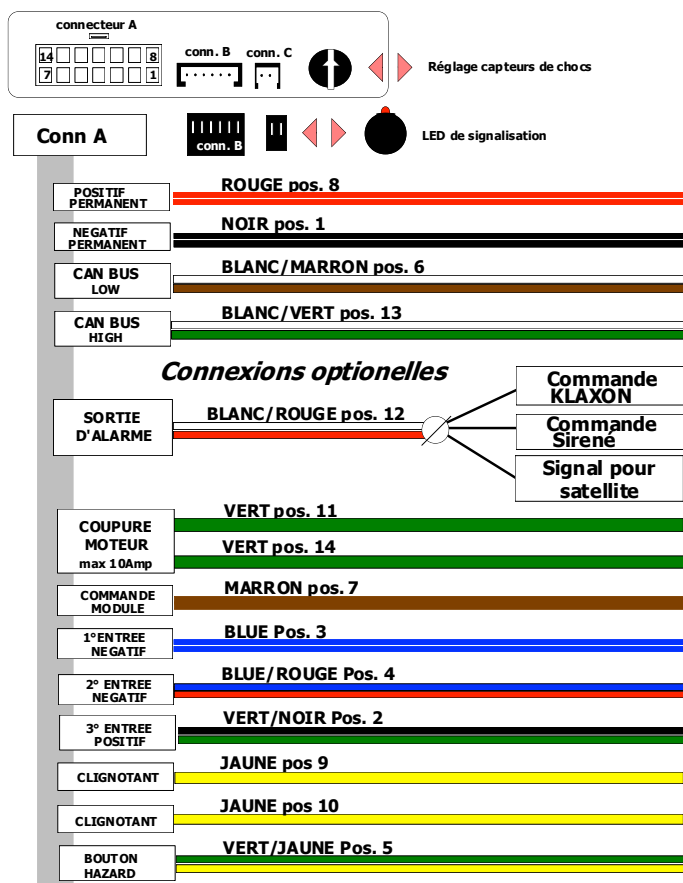 connecteur A
14 8
7 1
conn. B
conn. C
Réglage capteurs de chocs
Conn A
conn. B
LED de signalisation
POSITIF
PERMANENT
ROUGE pos. 8
NEGATIF
PERMANENT
NOIR pos. 1
CAN BUS
LOW
BLANC/MARRON pos. 6
CAN BUS
HIGH
BLANC/VERT pos. 13
Connexions optionelles
SORTIE
D'ALARME
BLANC/ROUGE pos. 12
Commande
KLAXON
Commande
Sirené
Signal pour
satellite
COUPURE
MOTEUR
max 10Amp
VERT pos. 11
VERT pos. 14
COMMANDE
MODULE
MARRON pos. 7
1°ENTREE
NEGATIF
BLUE Pos. 3
2° ENTREE
NEGATIF
BLUE/ROUGE Pos. 4
3° ENTREE
POSITIF
VERT/NOIR Pos. 2
CLIGNOTANT
JAUNE pos 9
CLIGNOTANT
JAUNE pos 10
BOUTON
HAZARD
VERT/JAUNE Pos. 5